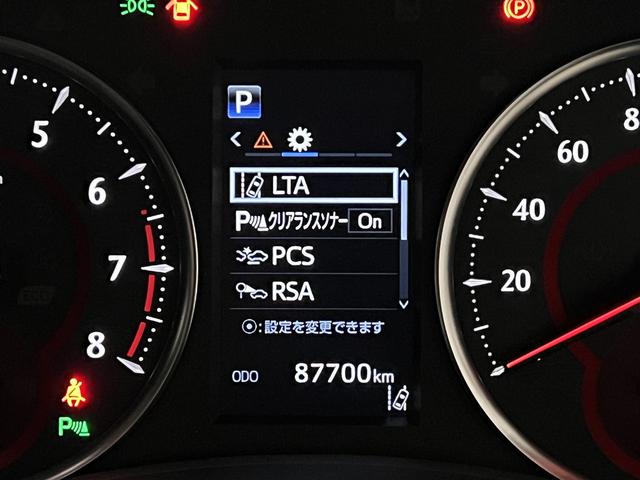 P
P
LTA
P クリアランスソナー On
PCS
RSA
:設定を変更できます
ODO 87700km
5
6
7
8
P
20
40
60
8